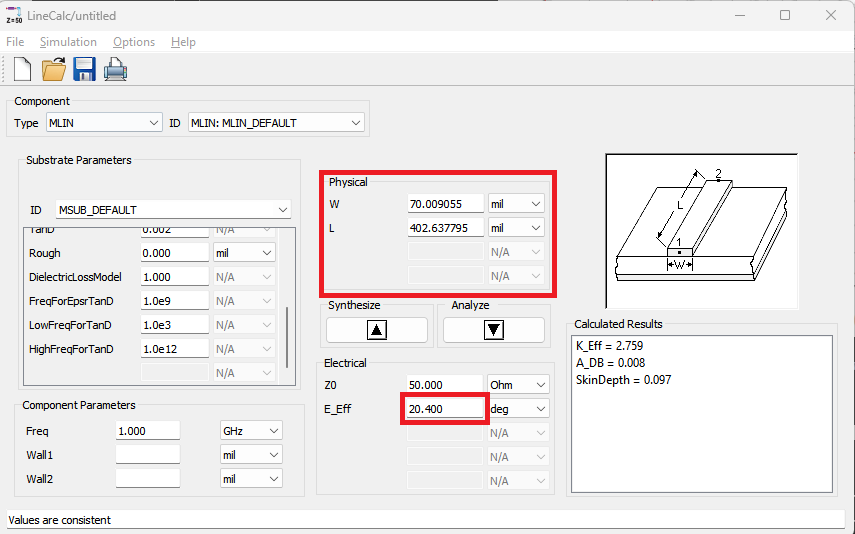 Z=50 LineCalc/untitled
File Simulation Options Help
Component
Type MLIN ID MLIN: MLIN_DEFAULT
Substrate Parameters
ID MSUB_DEFAULT
TanD 0.002 N/A
Rough 0.000 mil
DielectricLossModel 1.000 N/A
FreqForEpsrTanD 1.0e9 N/A
LowFreqForTanD 1.0e3 N/A
HighFreqForTanD 1.0e12 N/A
N/A
Component Parameters
Freq 1.000 GHz
Wall1 mil
Wall2 mil
Physical
W 70.009055 mil
L 402.637795 mil
N/A
N/A
Synthesize Analyze
Electrical
Z0 50.000 Ohm
E_Eff 20.400 deg
N/A
N/A
N/A
2
L
1
W
Calculated Results
K_Eff = 2.759
A_DB = 0.008
SkinDepth = 0.097
Values are consistent